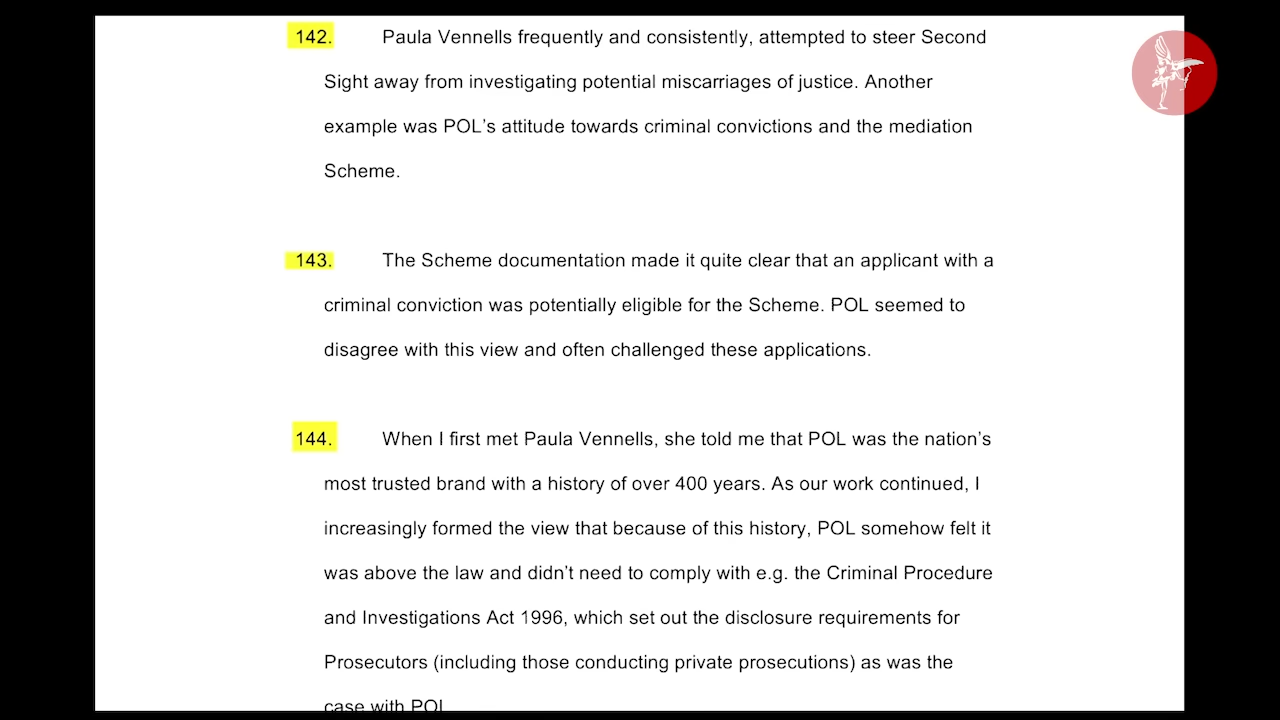 142. Paula Vennells frequently and consistently, attempted to steer Second
Sight away from investigating potential miscarriages of justice. Another
example was POL's attitude towards criminal convictions and the mediation
Scheme.
143. The Scheme documentation made it quite clear that an applicant with a
criminal conviction was potentially eligible for the Scheme. POL seemed to
disagree with this view and often challenged these applications.
144. When I first met Paula Vennells, she told me that POL was the nation's
most trusted brand with a history of over 400 years. As our work continued, I
increasingly formed the view that because of this history, POL somehow felt it
was above the law and didn't need to comply with e.g. the Criminal Procedure
and Investigations Act 1996, which set out the disclosure requirements for
Prosecutors (including those conducting private prosecutions) as was the
case with POL